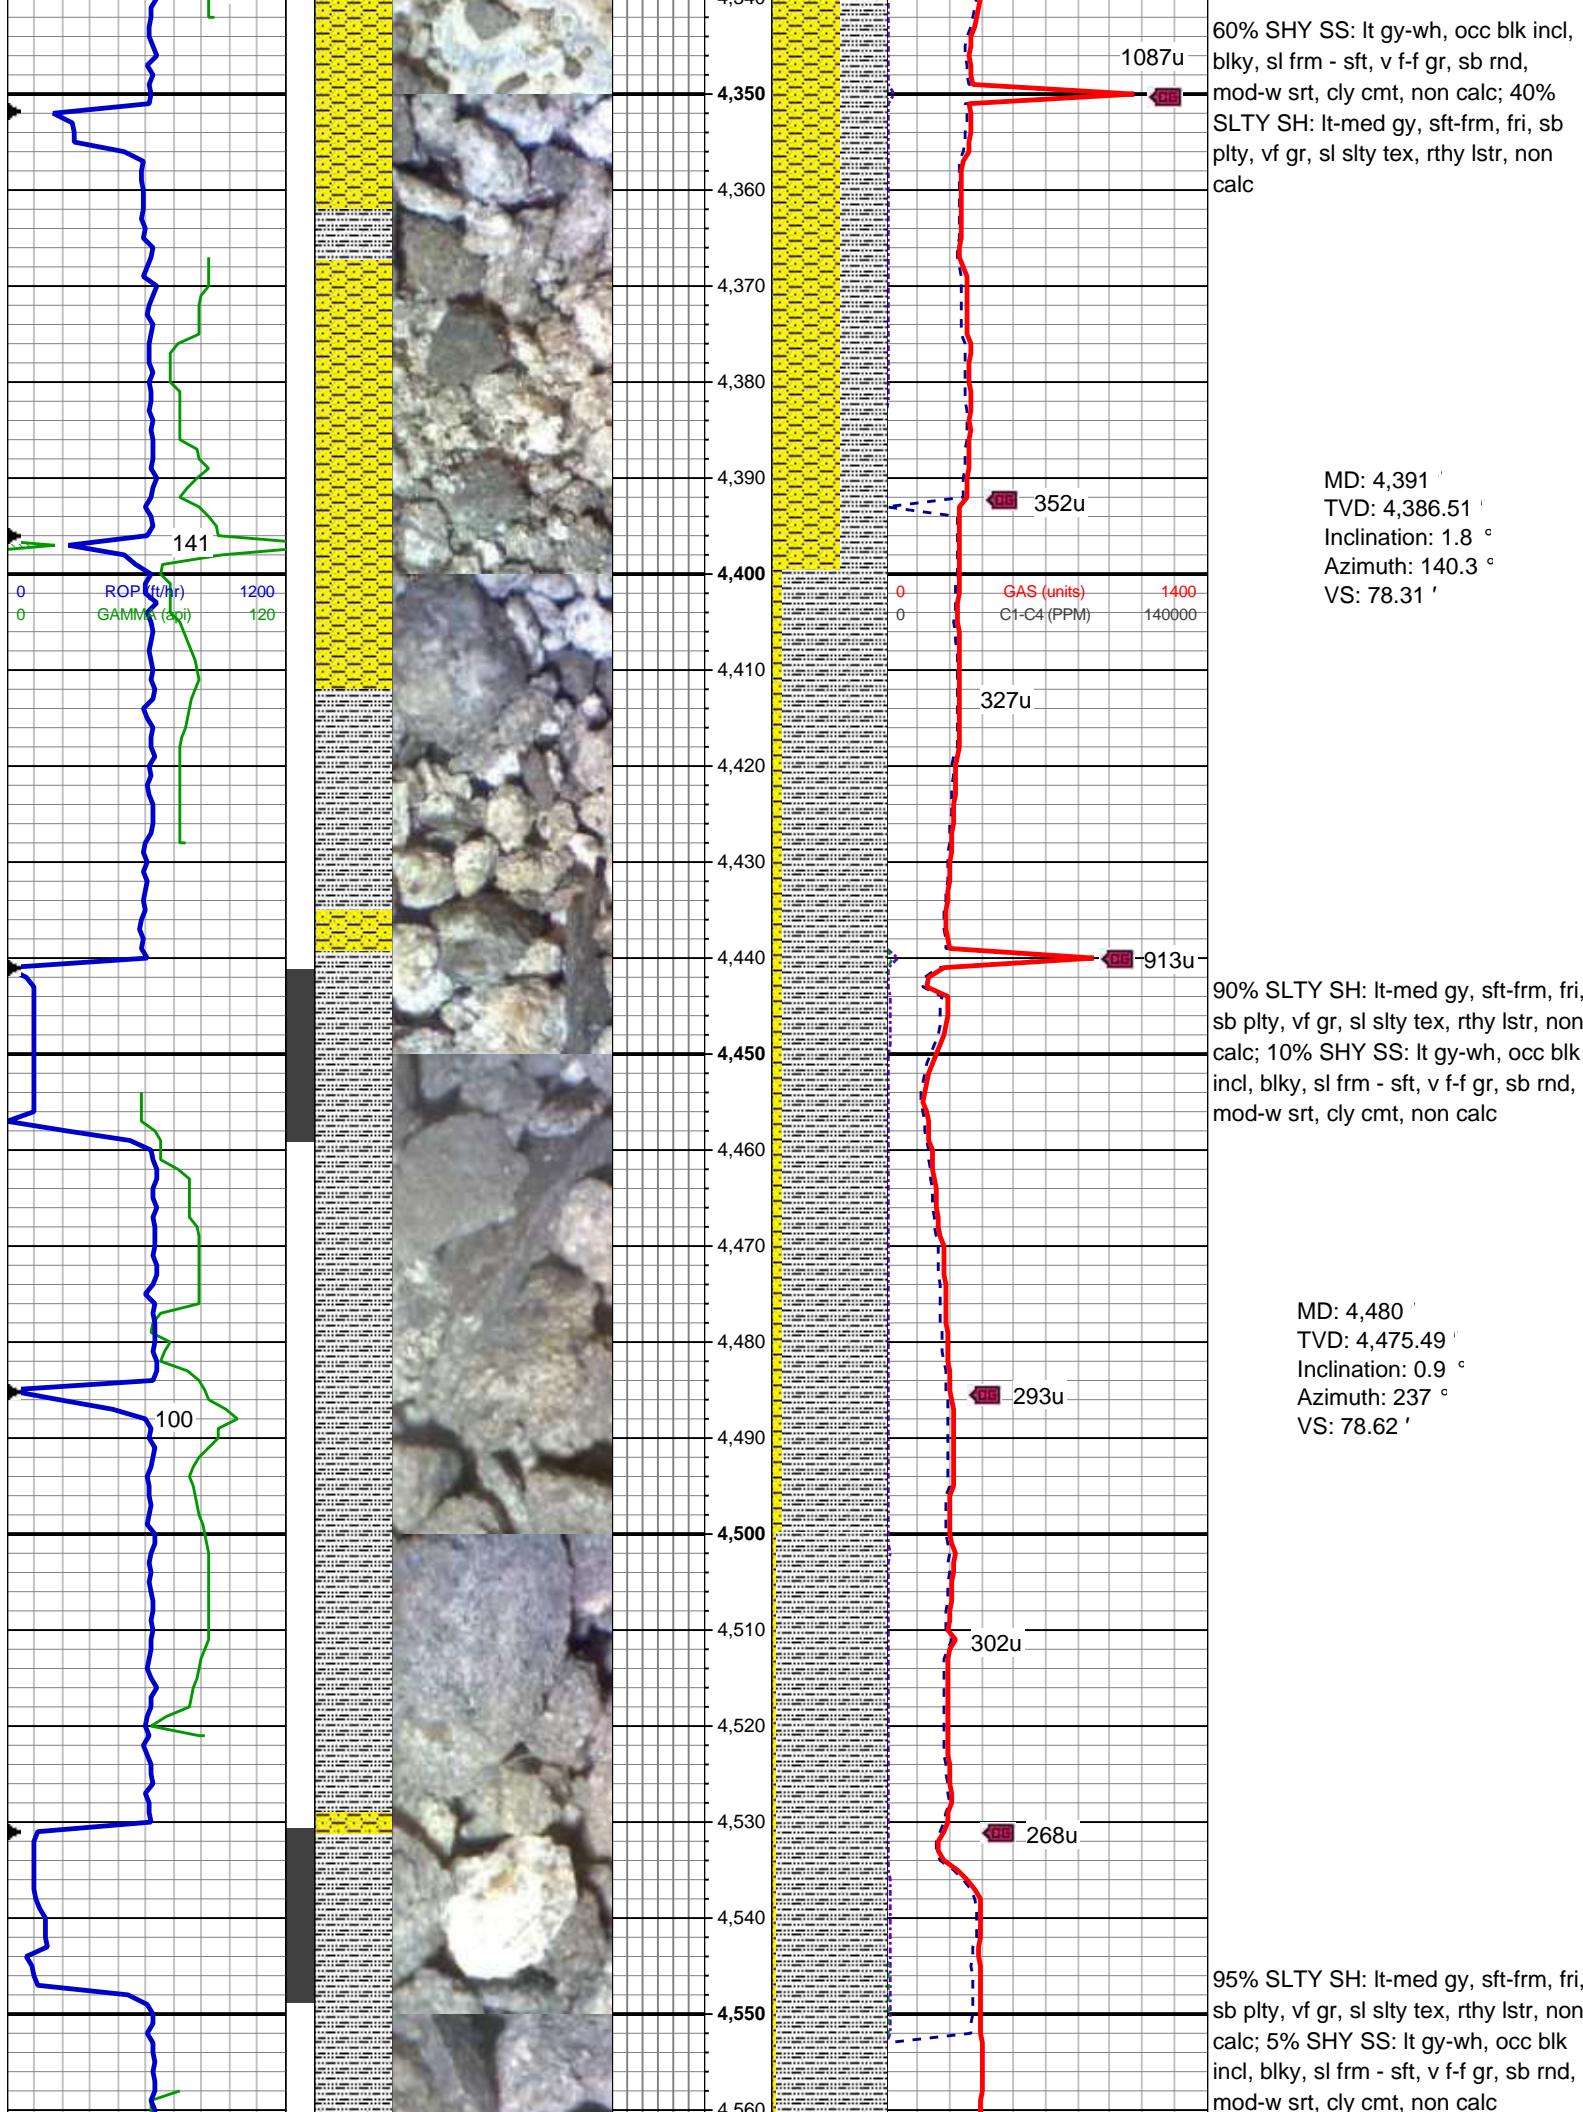 60% SHY SS: lt gy-wh, occ blk incl,
blky, sl frm - sft, v f-f gr, sb rnd,
mod-w srt, cly cmt, non calc; 40%
SLTY SH: lt-med gy, sft-frm, fri, sb
plty, vf gr, sl slty tex, rthy lstr, non
calc
1087u
4,350
CG
4,360
4,370
4,380
4,390
CG 352u
MD: 4,391 '
TVD: 4,386.51 '
Inclination: 1.8 °
Azimuth: 140.3 °
VS: 78.31 '
141
4,400
0 ROP (ft/hr) 1200
0 GAMMA (api) 120
0 GAS (units) 1400
0 C1-C4 (PPM) 140000
4,410
327u
4,420
4,430
4,440
CG 913u
90% SLTY SH: lt-med gy, sft-frm, fri,
sb plty, vf gr, sl slty tex, rthy lstr, non
calc; 10% SHY SS: lt gy-wh, occ blk
incl, blky, sl frm - sft, v f-f gr, sb rnd,
mod-w srt, cly cmt, non calc
4,450
4,460
4,470
4,480
MD: 4,480 '
TVD: 4,475.49 '
Inclination: 0.9 °
Azimuth: 237 °
VS: 78.62 '
CG 293u
100
4,490
4,500
4,510
302u
4,520
4,530
CG 268u
4,540
4,550
95% SLTY SH: lt-med gy, sft-frm, fri,
sb plty, vf gr, sl slty tex, rthy lstr, non
calc; 5% SHY SS: lt gy-wh, occ blk
incl, blky, sl frm - sft, v f-f gr, sb rnd,
mod-w srt, cly cmt, non calc
4,560